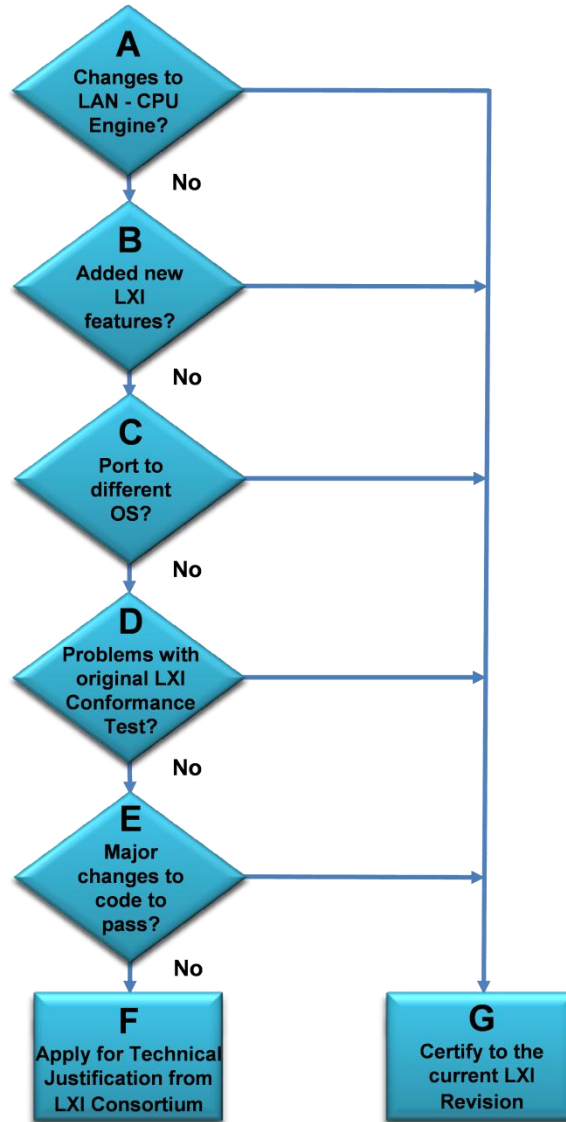 A
Changes to
LAN - CPU
Engine?
No
B
Added new
LXI
features?
No
C
Port to
different
OS?
No
D
Problems with
original LXI
Conformance
Test?
No
E
Major
changes to
code to
pass?
No
F
Apply for Technical
Justification from
LXI Consortium
G
Certify to the
current LXI
Revision